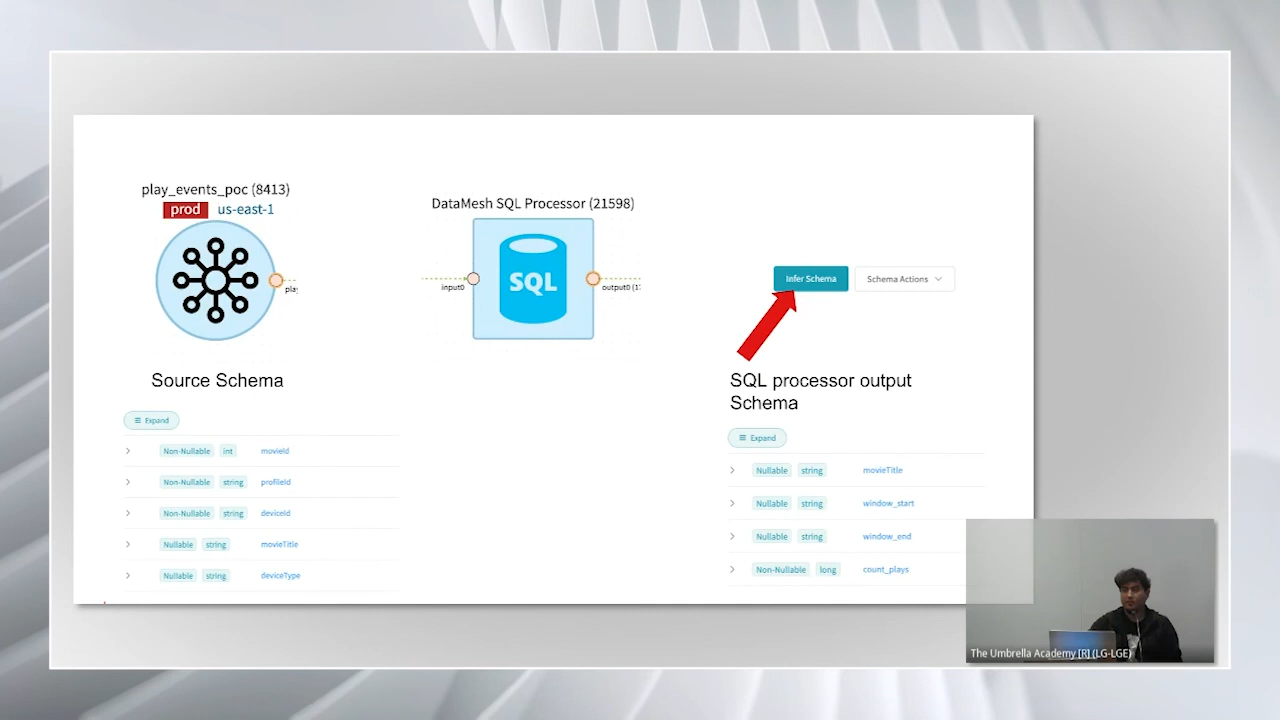 play_events_poc (8413)
prod us-east-1
DataMesh SQL Processor (21598)
input0
SQL
output0 (1
Infer Schema
Schema Actions
Source Schema
Expand
Non-Nullable int movieId
Non-Nullable string profileId
Non-Nullable string deviceId
Nullable string movieTitle
Nullable string deviceType
SQL processor output
Schema
Expand
Nullable string movieTitle
Nullable string window_start
Nullable string window_end
Non-Nullable long count_plays
The Umbrella Academy [R] (LG-LGE)